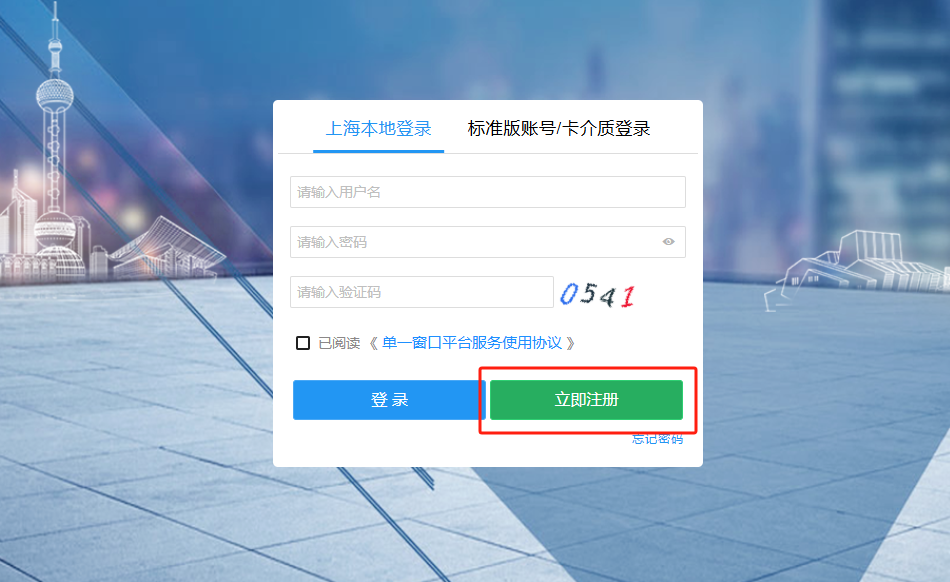 上海本地登录 标准版账号/卡介质登录
请输入用户名
请输入密码
请输入验证码 0541
已阅读《单一窗口平台服务使用协议》
登 录 立即注册
忘记密码